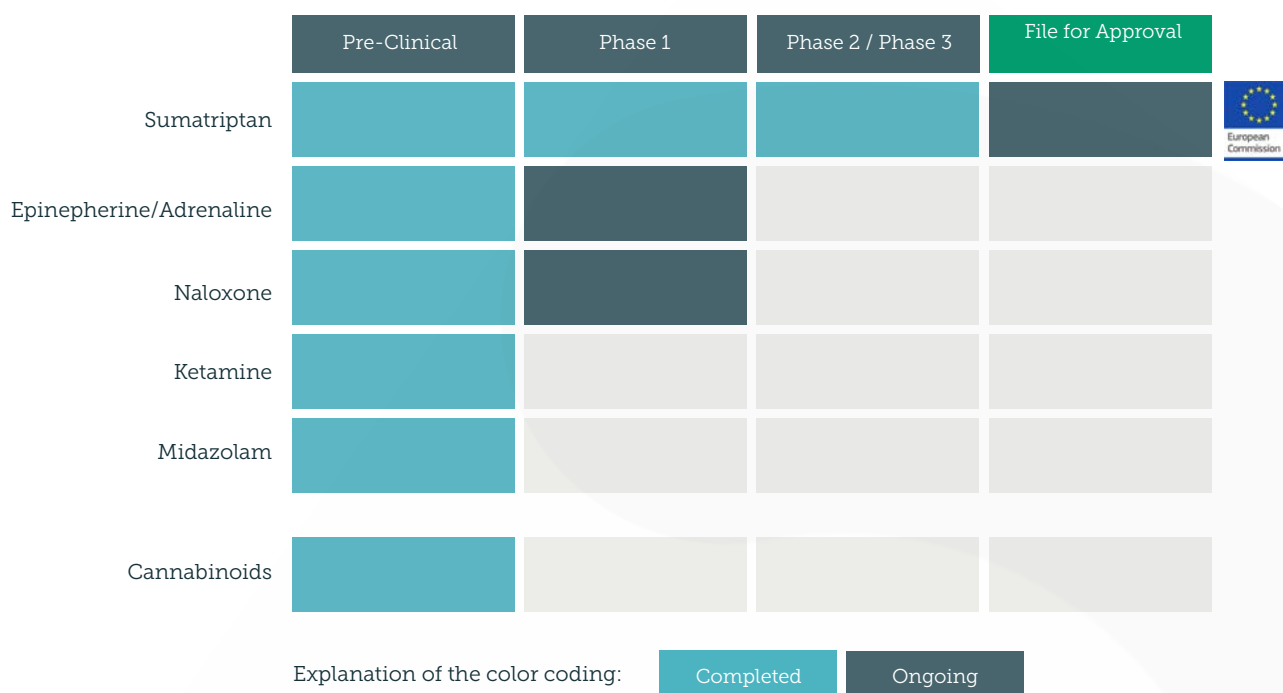 Pre-Clinical
Phase 1
Phase 2 / Phase 3
File for Approval
Sumatriptan
European
Commission
Epinepherine/Adrenaline
Naloxone
Ketamine
Midazolam
Cannabinoids
Explanation of the color coding:
Completed
Ongoing